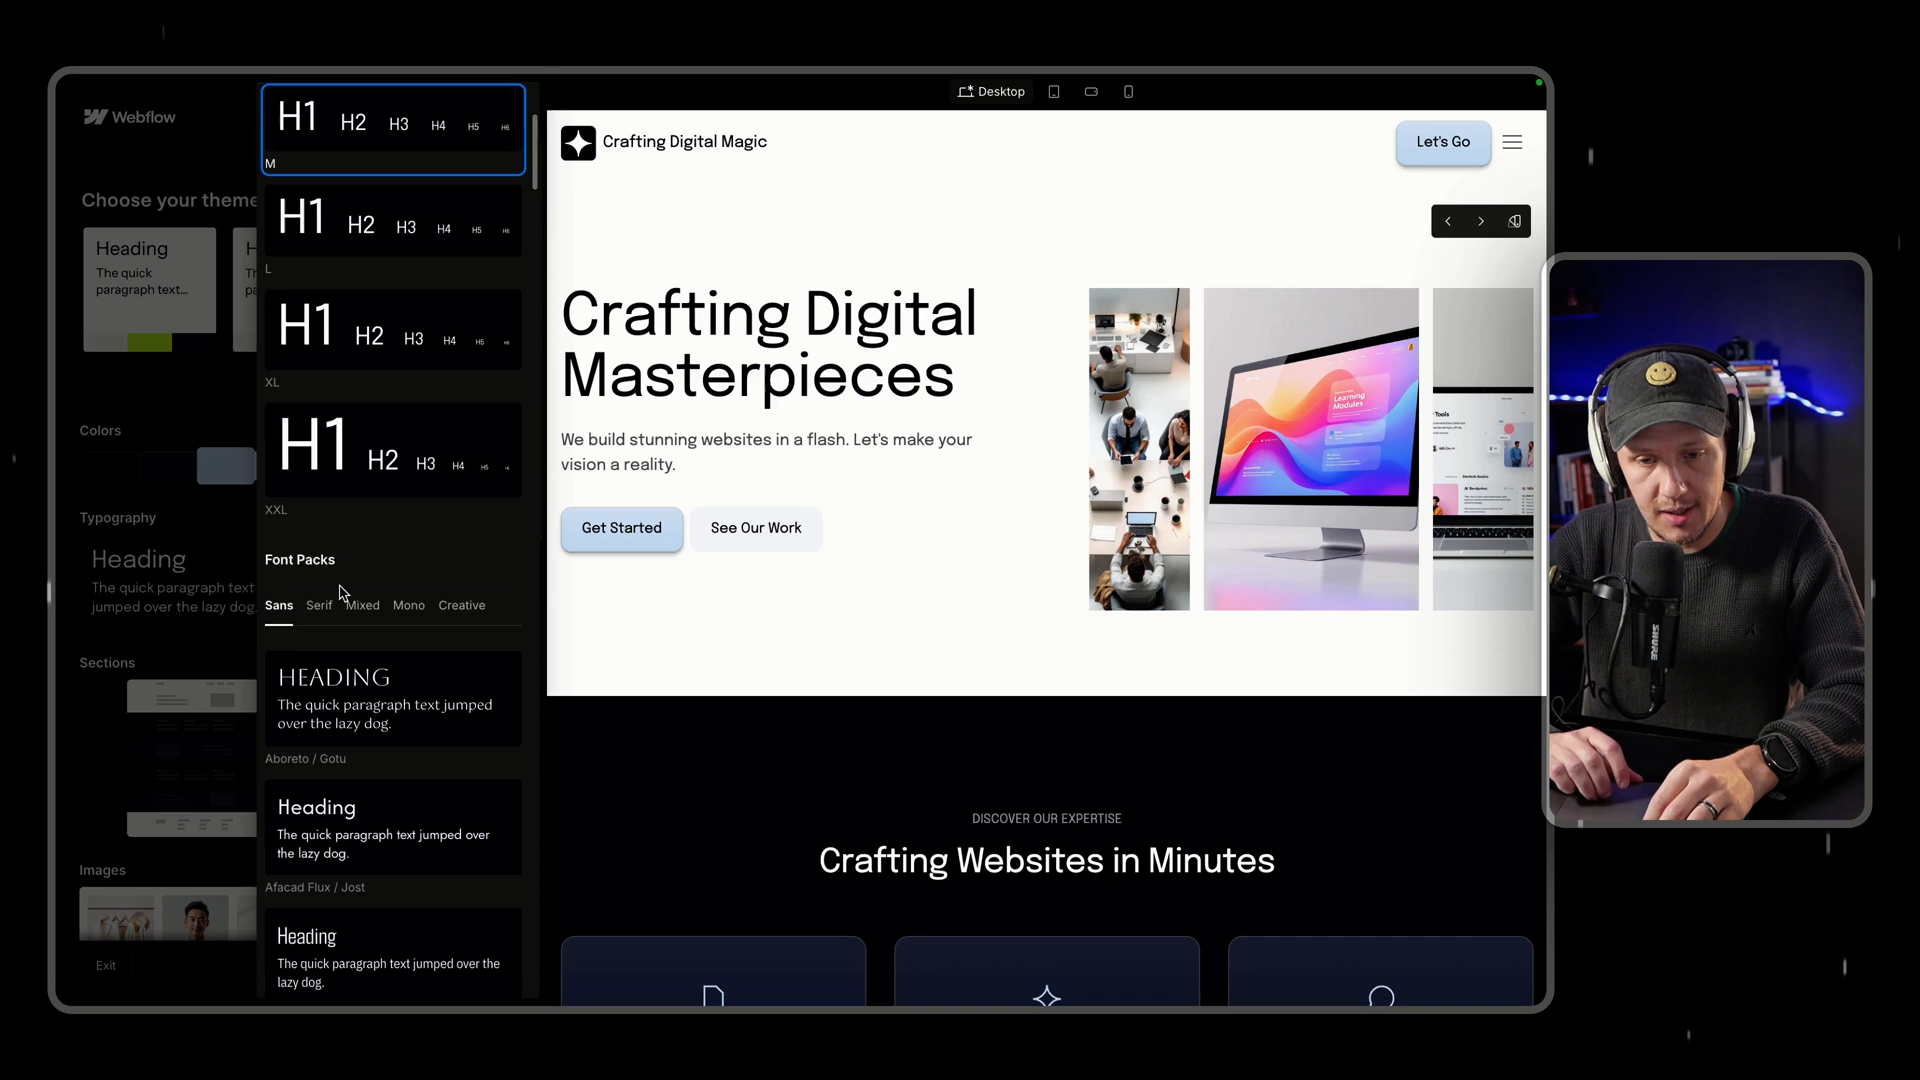 Webflow
Choose your theme
Heading
The quick
paragraph text...
Colors
Typography
Heading
The quick paragraph text
jumped over the lazy dog.
Sections
Images
Exit
H1 H2 H3 H4 H5 H6
M
H1 H2 H3 H4 H5 H6
L
H1 H2 H3 H4 H5 H6
XL
H1 H2 H3 H4 H5
XXL
Font Packs
Sans Serif Mixed Mono Creative
HEADING
The quick paragraph text jumped
over the lazy dog.
Aboreto / Gotu
Heading
The quick paragraph text jumped over
the lazy dog.
Afacad Flux / Jost
Heading
The quick paragraph text jumped over the
lazy dog.
Desktop
Crafting Digital Magic
Let's Go
Crafting Digital
Masterpieces
We build stunning websites in a flash. Let's make your
vision a reality.
Get Started
See Our Work
Learning
Modules
Tools
DISCOVER OUR EXPERTISE
Crafting Websites in Minutes
SHURE